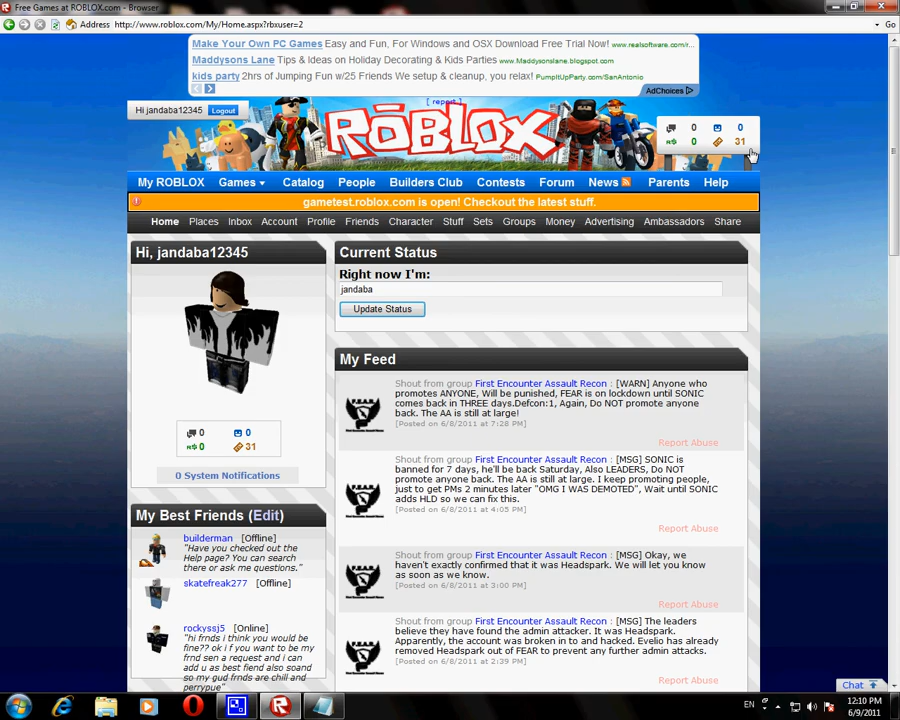 Free Games at ROBLOX.com - Browser
Address http://www.roblox.com/My/Home.aspx?rbxuser=2 Go
Make Your Own PC Games Easy and Fun, For Windows and OSX Download Free Trial Now! www.realsoftware.com/r...
Maddysons Lane Tips & Ideas on Holiday Decorating & Kids Parties www.Maddysonslane.blogspot.com
kids party 2hrs of Jumping Fun w/25 Friends We setup & cleanup, you relax! PumpItUpParty.com/SanAntonio
AdChoices
[ report ]
Hi jandaba12345 Logout
ROBLOX
0 0
R$ 0 31
My ROBLOX Games Catalog People Builders Club Contests Forum News Parents Help
gametest.roblox.com is open! Checkout the latest stuff.
Home Places Inbox Account Profile Friends Character Stuff Sets Groups Money Advertising Ambassadors Share
Hi, jandaba12345
0 0
R$ 0 31
0 System Notifications
My Best Friends (Edit)
builderman [Offline]
"Have you checked out the
Help page? You can search
there or ask me questions."
skatefreak277 [Offline]
rockyssj5 [Online]
"hi frnds i think you would be
fine?? ok i f you want to be my
frnd sen a request and i can
add u as best fiend also soand
so my gud frnds are chill and
perrypue"
Current Status
Right now I'm:
jandaba
Update Status
My Feed
Shout from group First Encounter Assault Recon : [WARN] Anyone who
promotes ANYONE, Will be punished, FEAR is on lockdown until SONIC
comes back in THREE days.Defcon:1, Again, Do NOT promote anyone
back. The AA is still at large!
[Posted on 6/8/2011 at 7:28 PM]
Report Abuse
Shout from group First Encounter Assault Recon : [MSG] SONIC is
banned for 7 days, he'll be back Saturday, Also LEADERS, Do NOT
promote anyone back. The AA is still at large. I keep promoting people,
just to get PMs 2 minutes later "OMG I WAS DEMOTED", Wait until SONIC
adds HLD so we can fix this.
[Posted on 6/8/2011 at 4:05 PM]
Report Abuse
Shout from group First Encounter Assault Recon : [MSG] Okay, we
haven't exactly confirmed that it was Headspark. We will let you know
as soon as we know.
[Posted on 6/8/2011 at 3:00 PM]
Report Abuse
Shout from group First Encounter Assault Recon : [MSG] The leaders
believe they have found the admin attacker. It was Headspark.
Apparently, the account was broken in to and hacked. Evelio has already
removed Headspark out of FEAR to prevent any further admin attacks.
[Posted on 6/8/2011 at 2:39 PM]
Report Abuse
Chat
EN
12:10 PM
6/9/2011